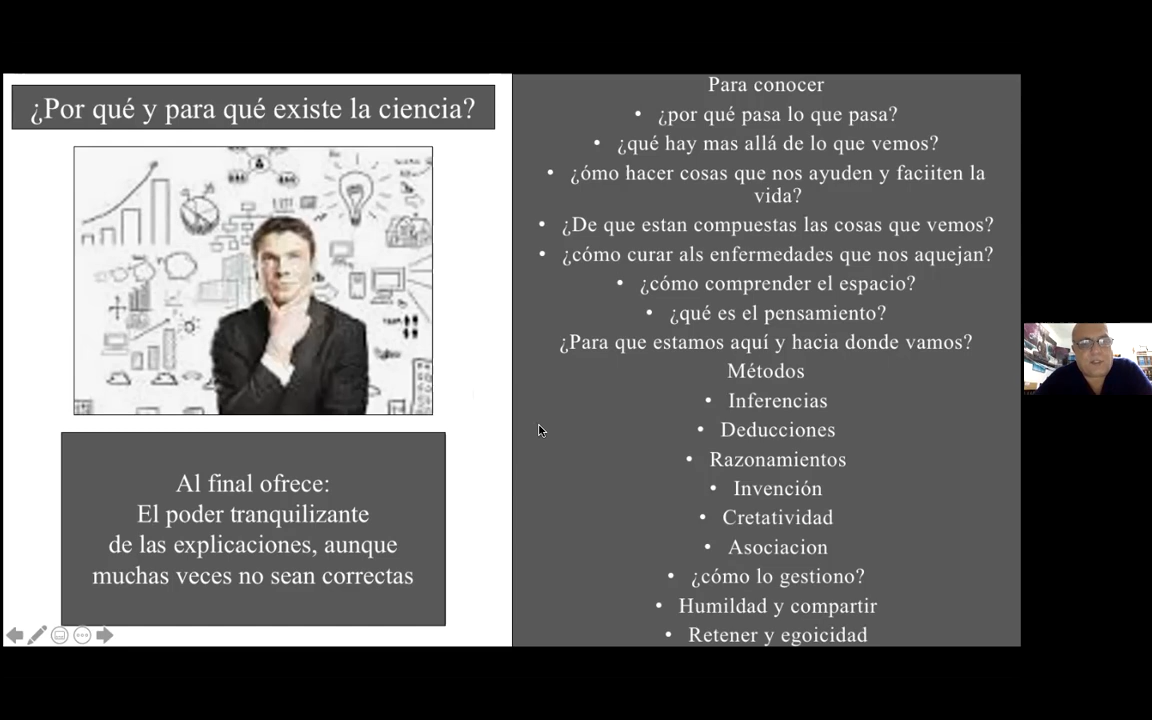 ¿Por qué y para qué existe la ciencia?
Al final ofrece:
El poder tranquilizante
de las explicaciones, aunque
muchas veces no sean correctas
Para conocer
• ¿por qué pasa lo que pasa?
• ¿qué hay mas allá de lo que vemos?
• ¿ómo hacer cosas que nos ayuden y faciiten la
vida?
• ¿De que estan compuestas las cosas que vemos?
• ¿cómo curar als enfermedades que nos aquejan?
• ¿cómo comprender el espacio?
• ¿qué es el pensamiento?
¿Para que estamos aquí y hacia donde vamos?
Métodos
• Inferencias
• Deducciones
• Razonamientos
• Invención
• Cretatividad
• Asociacion
• ¿cómo lo gestiono?
• Humildad y compartir
• Retener y egoicidad